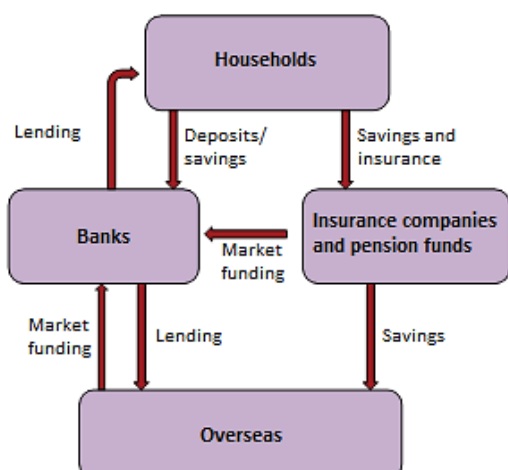 Households
Lending
Deposits/
savings
Savings and
insurance
Banks
Insurance companies
and pension funds
Market
funding
Market
funding
Lending
Savings
Overseas